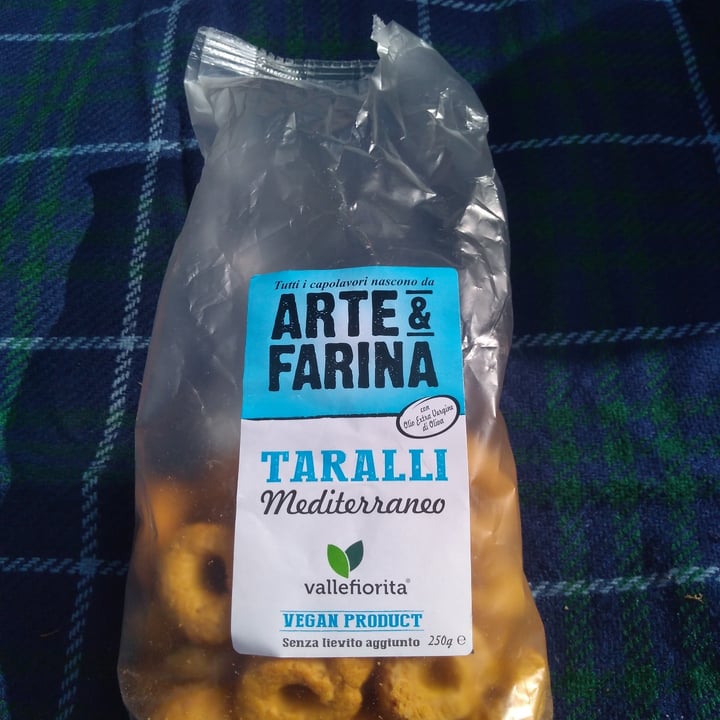 Tutti i capolavori nascono da
ARTE &
FARINA
con
Olio Extra Vergine
di Oliva
TARALLI
Mediterraneo
vallefiorita®
VEGAN PRODUCT
Senza lievito aggiunto 250g e